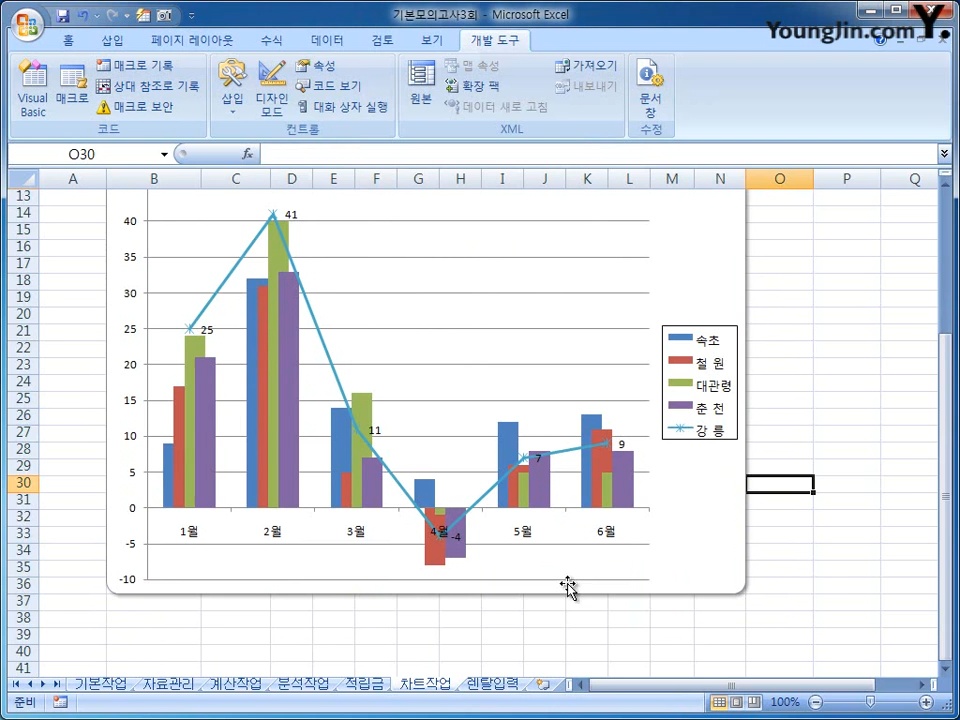 기본모의고사3회 - Microsoft Excel
YoungJin.com Y.
홈 삽입 페이지 레이아웃 수식 데이터 검토 보기 개발 도구
Visual Basic
매크로
매크로 기록
상대 참조로 기록
매크로 보안
코드
삽입
디자인 모드
속성
코드 보기
대화 상자 실행
컨트롤
원본
맵 속성
확장 팩
데이터 새로 고침
가져오기
내보내기
XML
문서 창
수정
O30
fx
A B C D E F G H I J K L M N O P Q
13
14
15
16
17
18
19
20
21
22
23
24
25
26
27
28
29
30
31
32
33
34
35
36
37
38
39
40
41
40
35
30
25
20
15
10
5
0
-5
-10
25
41
11
-4
7
9
1월 2월 3월 4월 5월 6월
속초
철 원
대관령
춘 천
강 릉
기본작업 자료관리 계산작업 분석작업 적립금 차트작업 렌탈입력
준비
100%